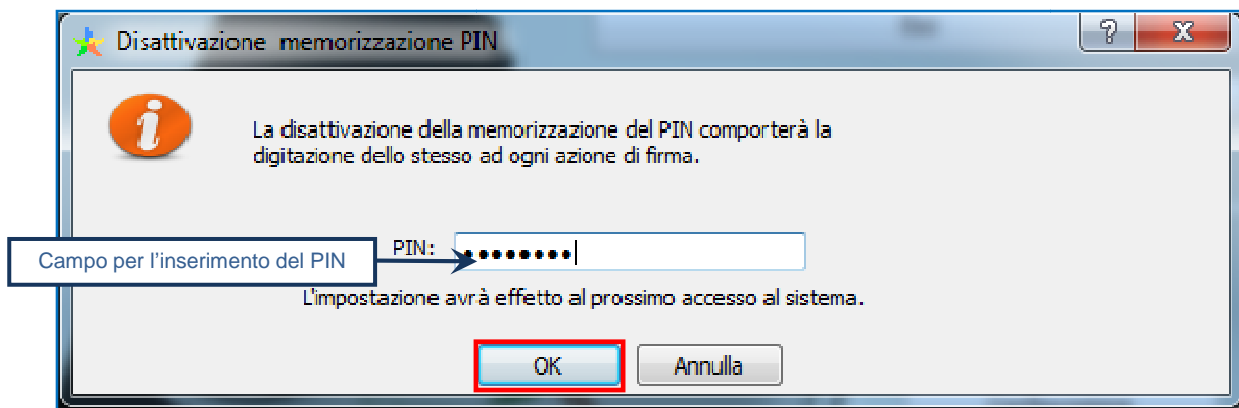 Disattivazione memorizzazione PIN
La disattivazione della memorizzazione del PIN comporterà la
digitazione dello stesso ad ogni azione di firma.
Campo per l'inserimento del PIN
PIN: ••••••••
L'impostazione avrà effetto al prossimo accesso al sistema.
OK Annulla